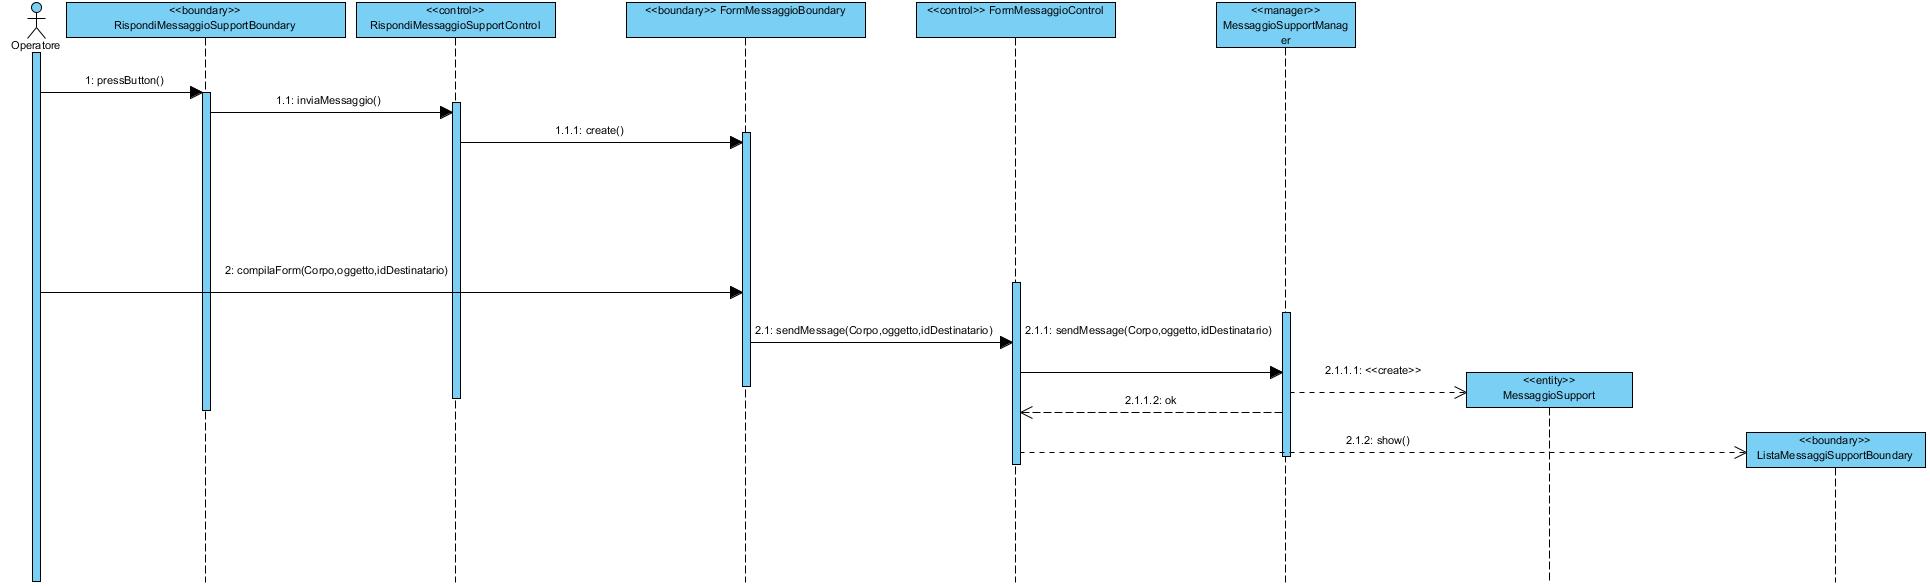 Operatore
<<boundary>>
RispondiMessaggioSupportBoundary
<<control>>
RispondiMessaggioSupportControl
<<boundary>> FormMessaggioBoundary
<<control>> FormMessaggioControl
<<manager>>
MessaggioSupportManag
er
1: pressButton()
1.1: inviaMessaggio()
1.1.1: create()
2: compilaForm(Corpo,oggetto,idDestinatario)
2.1: sendMessage(Corpo,oggetto,idDestinatario)
2.1.1: sendMessage(Corpo,oggetto,idDestinatario)
2.1.1.1: <<create>>
<<entity>>
MessaggioSupport
2.1.1.2: ok
2.1.2: show()
<<boundary>>
ListaMessaggiSupportBoundary